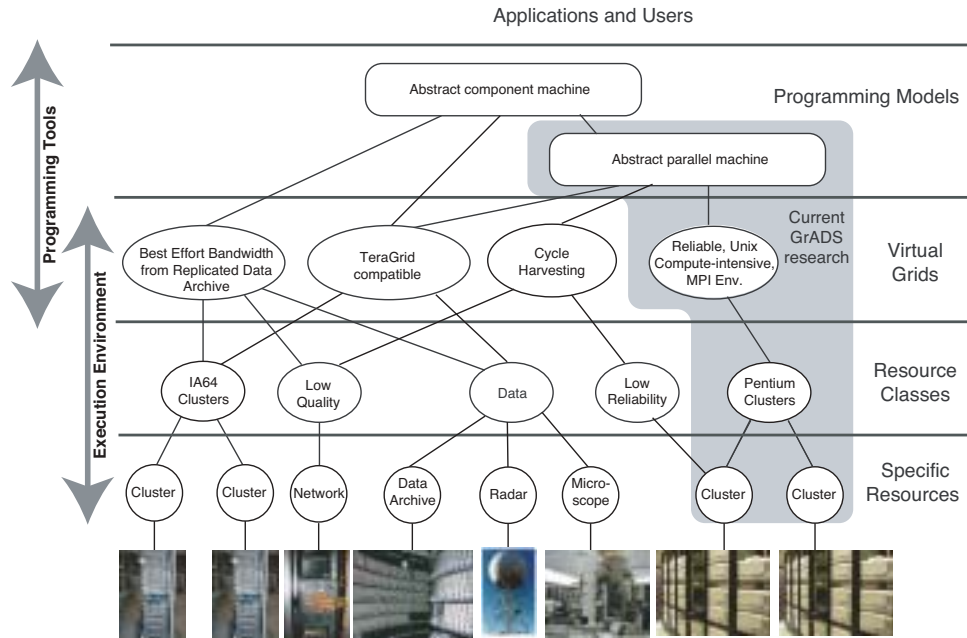 Applications and Users
Programming Tools
Execution Environment
Abstract component machine
Programming Models
Abstract parallel machine
Current
GrADS
research
Best Effort Bandwidth
from Replicated Data
Archive
TeraGrid
compatible
Cycle
Harvesting
Reliable, Unix
Compute-intensive,
MPI Env.
Virtual
Grids
IA64
Clusters
Low
Quality
Data
Low
Reliability
Pentium
Clusters
Resource
Classes
Cluster
Cluster
Network
Data
Archive
Radar
Micro-
scope
Cluster
Cluster
Specific
Resources